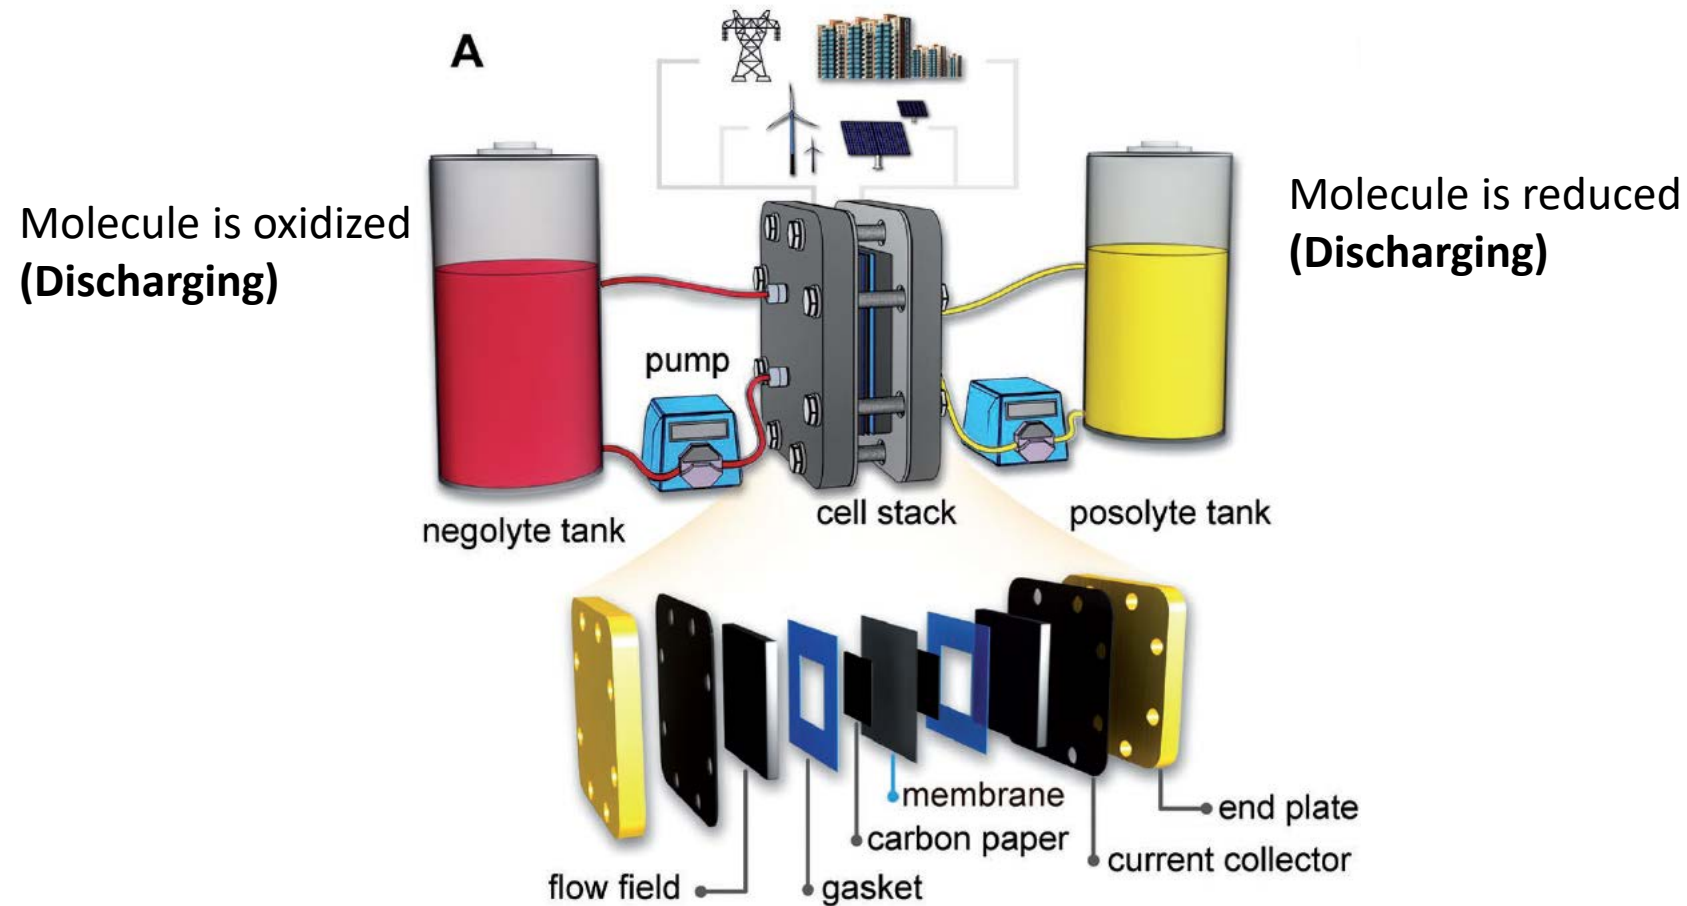 A
Molecule is oxidized
(Discharging)
Molecule is reduced
(Discharging)
pump
negolyte tank
cell stack
posolyte tank
membrane
carbon paper
end plate
current collector
flow field
gasket